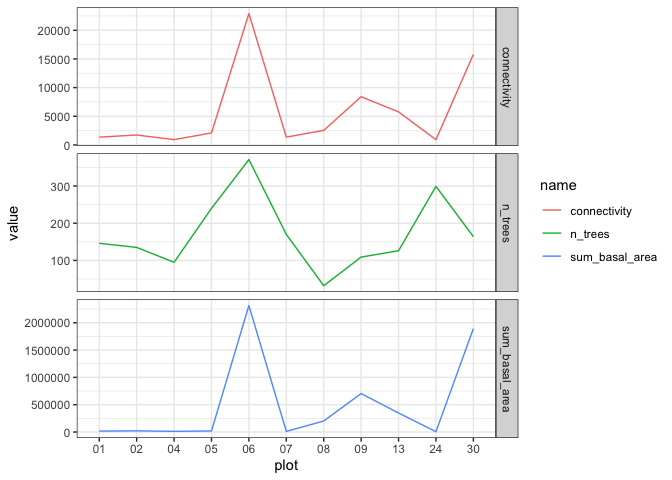 20000
15000
10000
5000
0
connectivity
300
200
100
n_trees
2000000
1500000
1000000
500000
0
sum_basal_area
01 02 04 05 06 07 08 09 13 24 30
plot
value
name
connectivity
n_trees
sum_basal_area